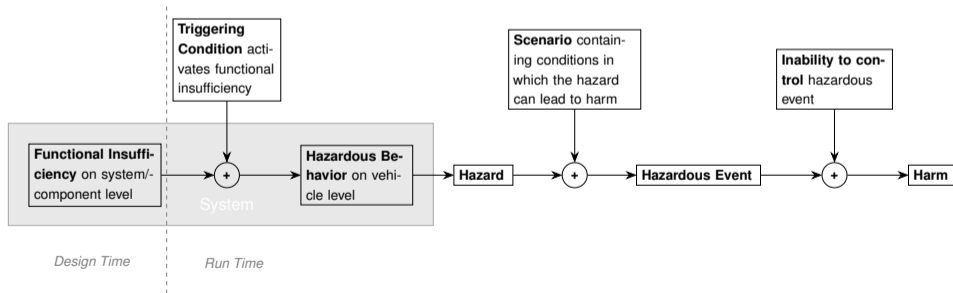 Triggering
Condition acti-
vates functional
insufficiency
Scenario contain-
ing conditions in
which the hazard
can lead to harm
Inability to con-
trol hazardous
event
Functional Insuffi-
ciency on system/-
component level
+
Hazardous Be-
havior on vehi-
cle level
System
Hazard
+
Hazardous Event
+
Harm
Design Time
Run Time